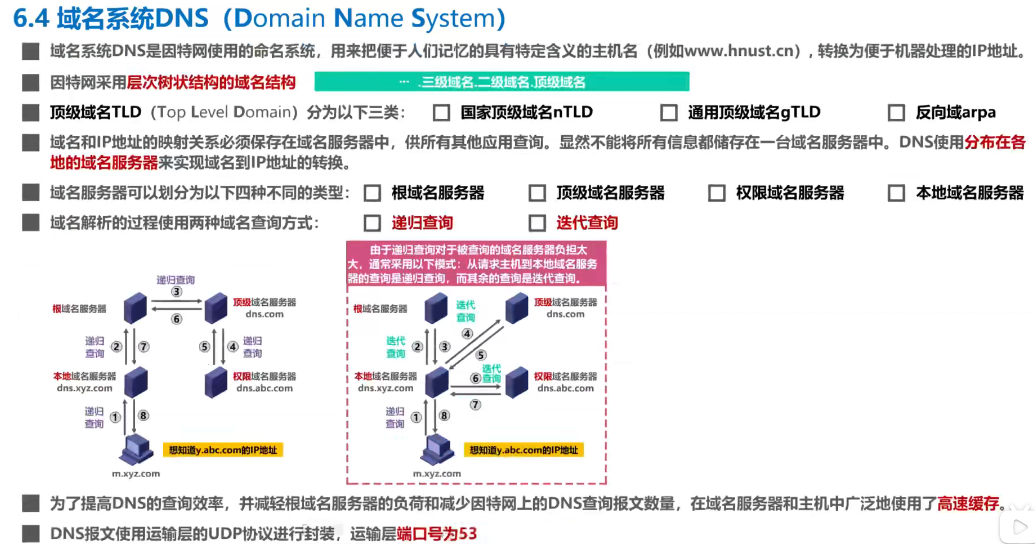 6.4 域名系统DNS（Domain Name System）
域名系统DNS是因特网使用的命名系统，用来把便于人们记忆的具有特定含义的主机名（例如www.hnust.cn）, 转换为便于机器处理的IP地址。
因特网采用层次树状结构的域名结构
… .三级域名.二级域名.顶级域名
顶级域名TLD（Top Level Domain）分为以下三类： 国家顶级域名nTLD 通用顶级域名gTLD 反向域arpa
域名和IP地址的映射关系必须保存在域名服务器中，供所有其他应用查询。显然不能将所有信息都储存在一台域名服务器中。DNS使用分布在各
地的域名服务器来实现域名到IP地址的转换。
域名服务器可以划分为以下四种不同的类型： 根域名服务器 顶级域名服务器 权限域名服务器 本地域名服务器
域名解析的过程使用两种域名查询方式： 递归查询 迭代查询
递归查询
③
根域名服务器
顶级域名服务器
dns.com
⑥
递归
查询
② ⑦
⑤ ④
递归
查询
本地域名服务器
dns.xyz.com
权限域名服务器
dns.abc.com
递归
查询
① ⑧
想知道y.abc.com的IP地址
m.xyz.com
由于递归查询对于被查询的域名服务器负担太
大，通常采用以下模式：从请求主机到本地域名服务
器的查询是递归查询，而其余的查询是迭代查询。
根域名服务器
迭代
查询
顶级域名服务器
dns.com
④
迭代
查询
② ③
⑤
本地域名服务器
dns.xyz.com
迭代
查询
⑥
权限域名服务器
dns.abc.com
⑦
递归
查询
① ⑧
想知道y.abc.com的IP地址
m.xyz.com
为了提高DNS的查询效率，并减轻根域名服务器的负荷和减少因特网上的DNS查询报文数量，在域名服务器和主机中广泛地使用了高速缓存。
DNS报文使用运输层的UDP协议进行封装，运输层端口号为53